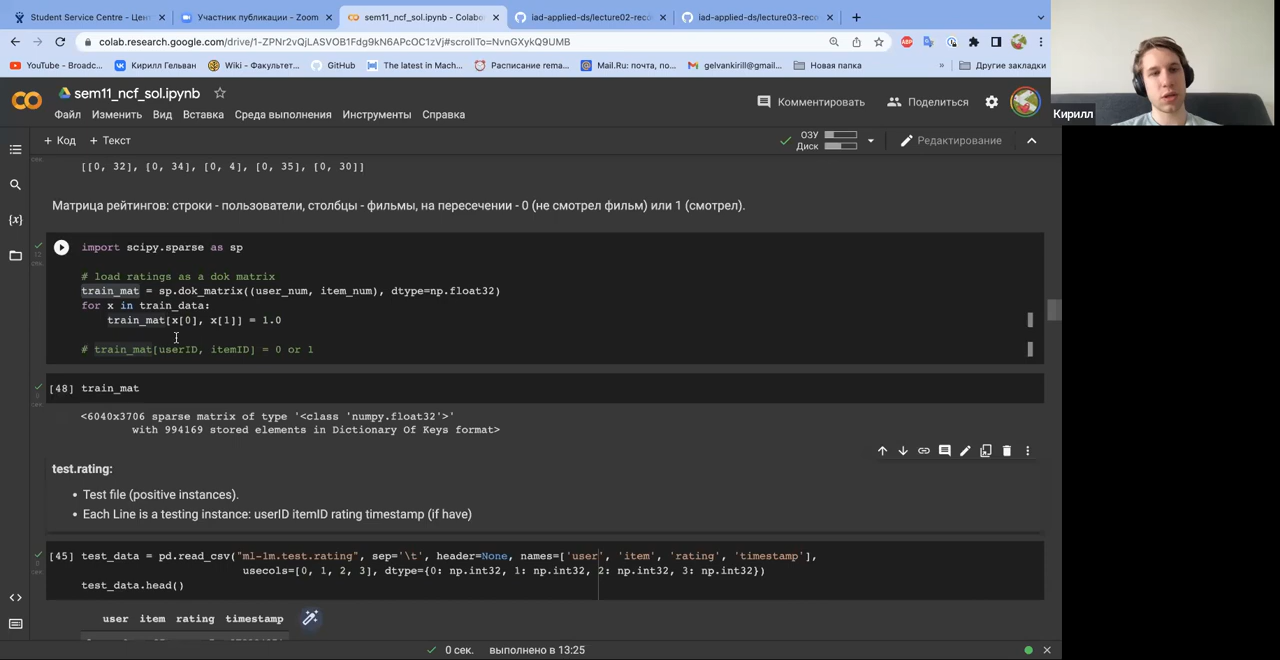 Student Service Centre - Цент
Участник публикации - Zoom
sem11_ncf_sol.ipynb - Colabor
iad-applied-ds/lecture02-reco
iad-applied-ds/lecture03-reco
colab.research.google.com/drive/1-ZPNr2vQjLASVOB1Fdg9kN6APcOC1zVj#scrollTo=NvnGXykQ9UMB
YouTube - Broadc...
Кирилл Гельван
Wiki - Факультет...
GitHub
The latest in Mach...
Расписание rema...
Mail.Ru: почта, по...
gelvankirill@gmail....
Новая папка
»
Другие закладки
sem11_ncf_sol.ipynb
Комментировать
Поделиться
Кирилл
Файл Изменить Вид Вставка Среда выполнения Инструменты Справка
+ Код + Текст
ОЗУ
Диск
Редактирование
[[0, 32], [0, 34], [0, 4], [0, 35], [0, 30]]
Матрица рейтингов: строки - пользователи, столбцы - фильмы, на пересечении - 0 (не смотрел фильм) или 1 (смотрел).
import scipy.sparse as sp
# load ratings as a dok matrix
train_mat = sp.dok_matrix((user_num, item_num), dtype=np.float32)
for x in train_data:
train_mat[x[0], x[1]] = 1.0
# train_mat[userID, itemID] = 0 or 1
[48] train_mat
<6040x3706 sparse matrix of type '<class 'numpy.float32'>'
with 994169 stored elements in Dictionary Of Keys format>
test.rating:
• Test file (positive instances).
• Each Line is a testing instance: userID itemID rating timestamp (if have)
[45] test_data = pd.read_csv("ml-1m.test.rating", sep='\t', header=None, names=['user', 'item', 'rating', 'timestamp'],
usecols=[0, 1, 2, 3], dtype={0: np.int32, 1: np.int32, 2: np.int32, 3: np.int32})
test_data.head()
user item rating timestamp
0 сек. выполнено в 13:25